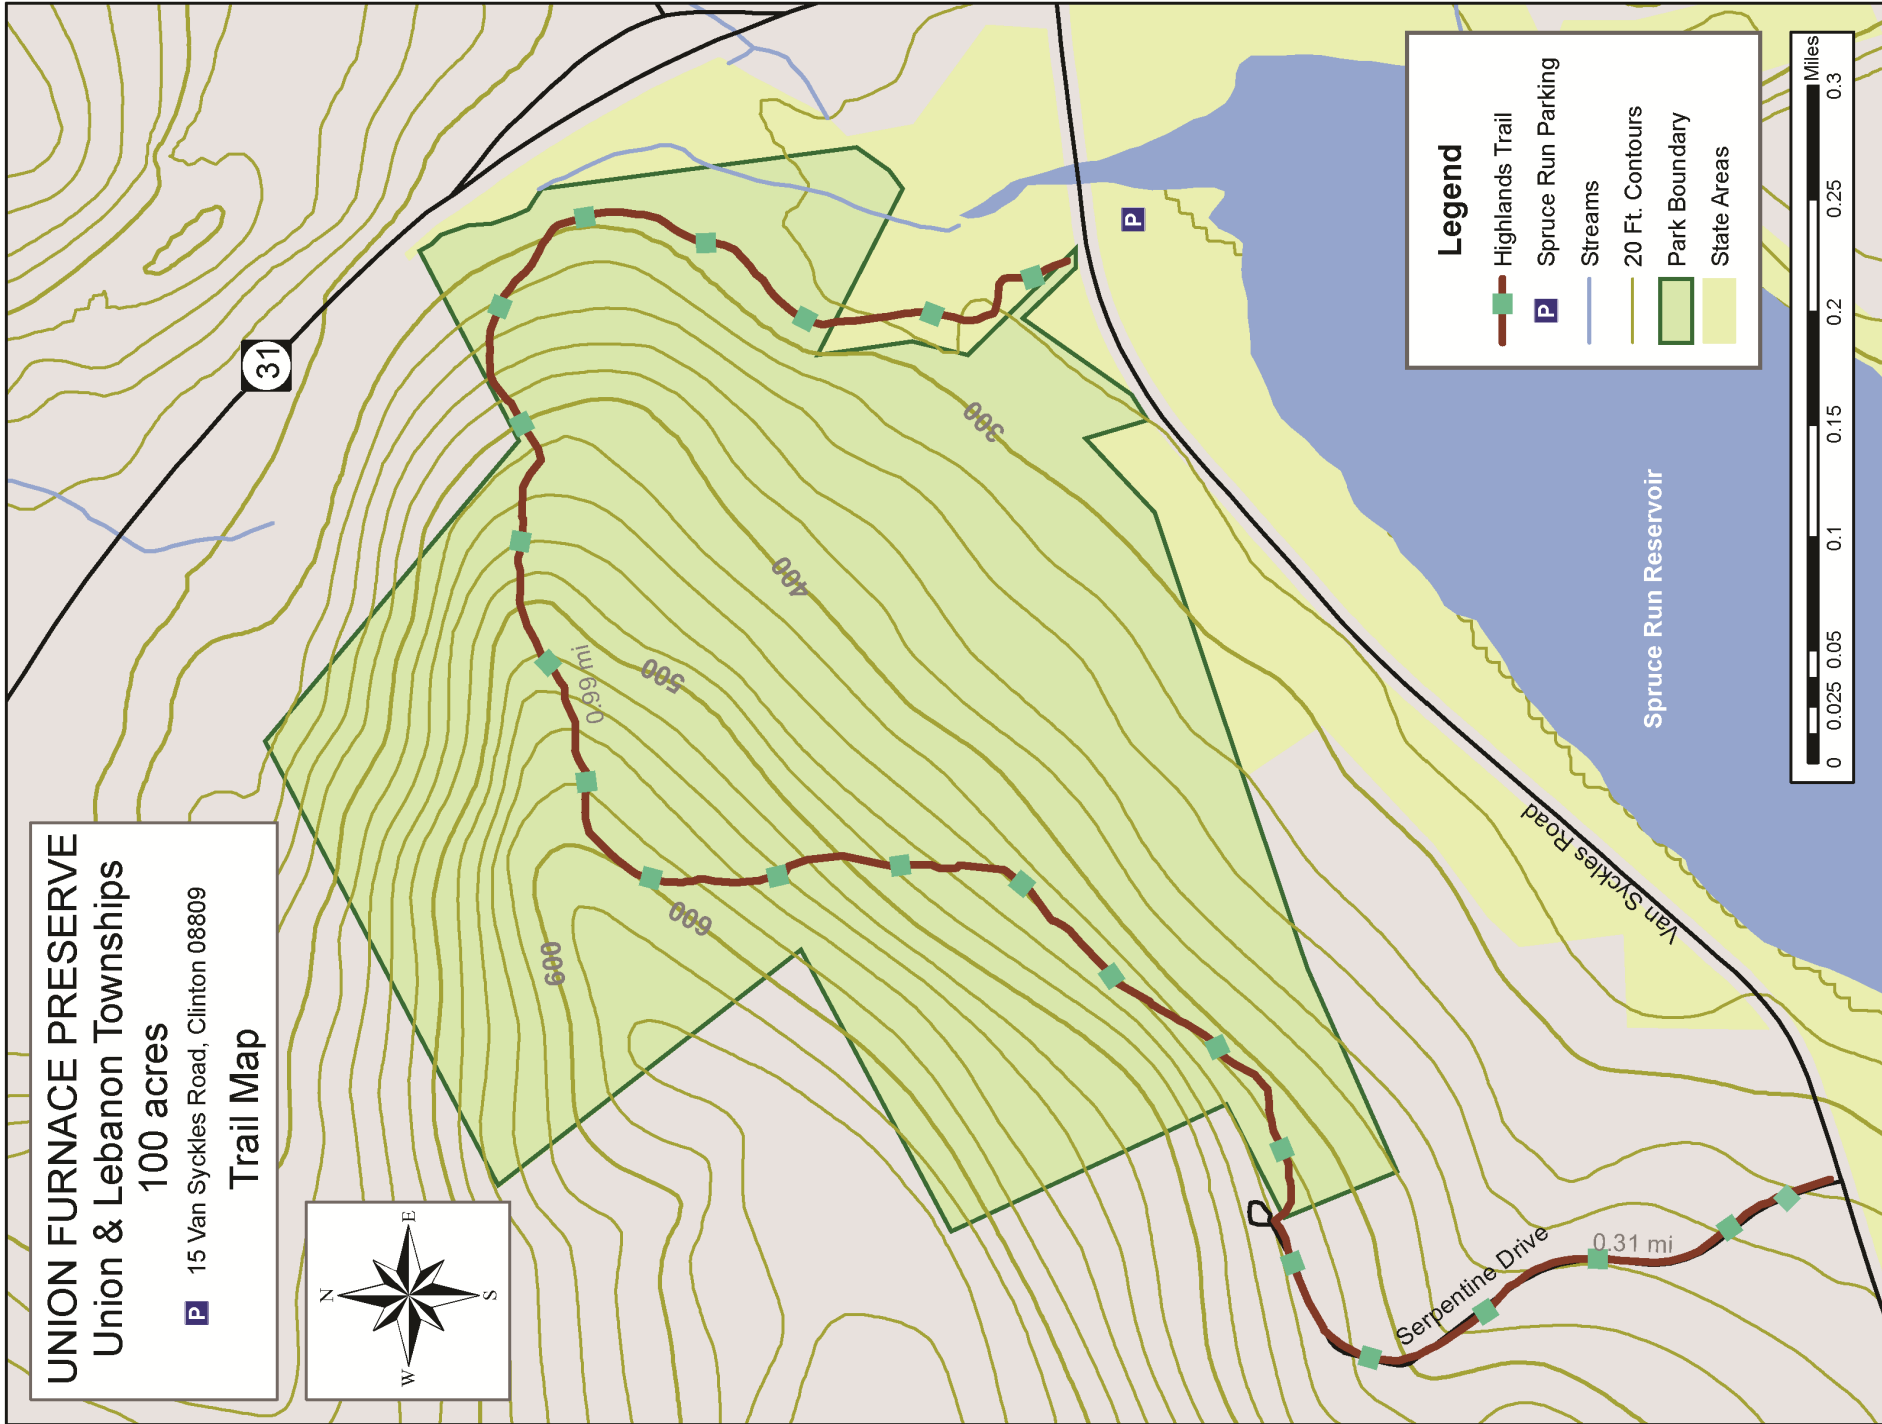 UNION FURNACE PRESERVE
Union & Lebanon Townships
100 acres
P 15 Van Syckles Road, Clinton 08809
Trail Map
N
E
S
W
31
300
400
500
600
600
0.99 mi
0.31 mi
Serpentine Drive
Van Syckles Road
Spruce Run Reservoir
P
Legend
Highlands Trail
P Spruce Run Parking
Streams
20 Ft. Contours
Park Boundary
State Areas
0 0.025 0.05 0.1 0.15 0.2 0.25 0.3
Miles